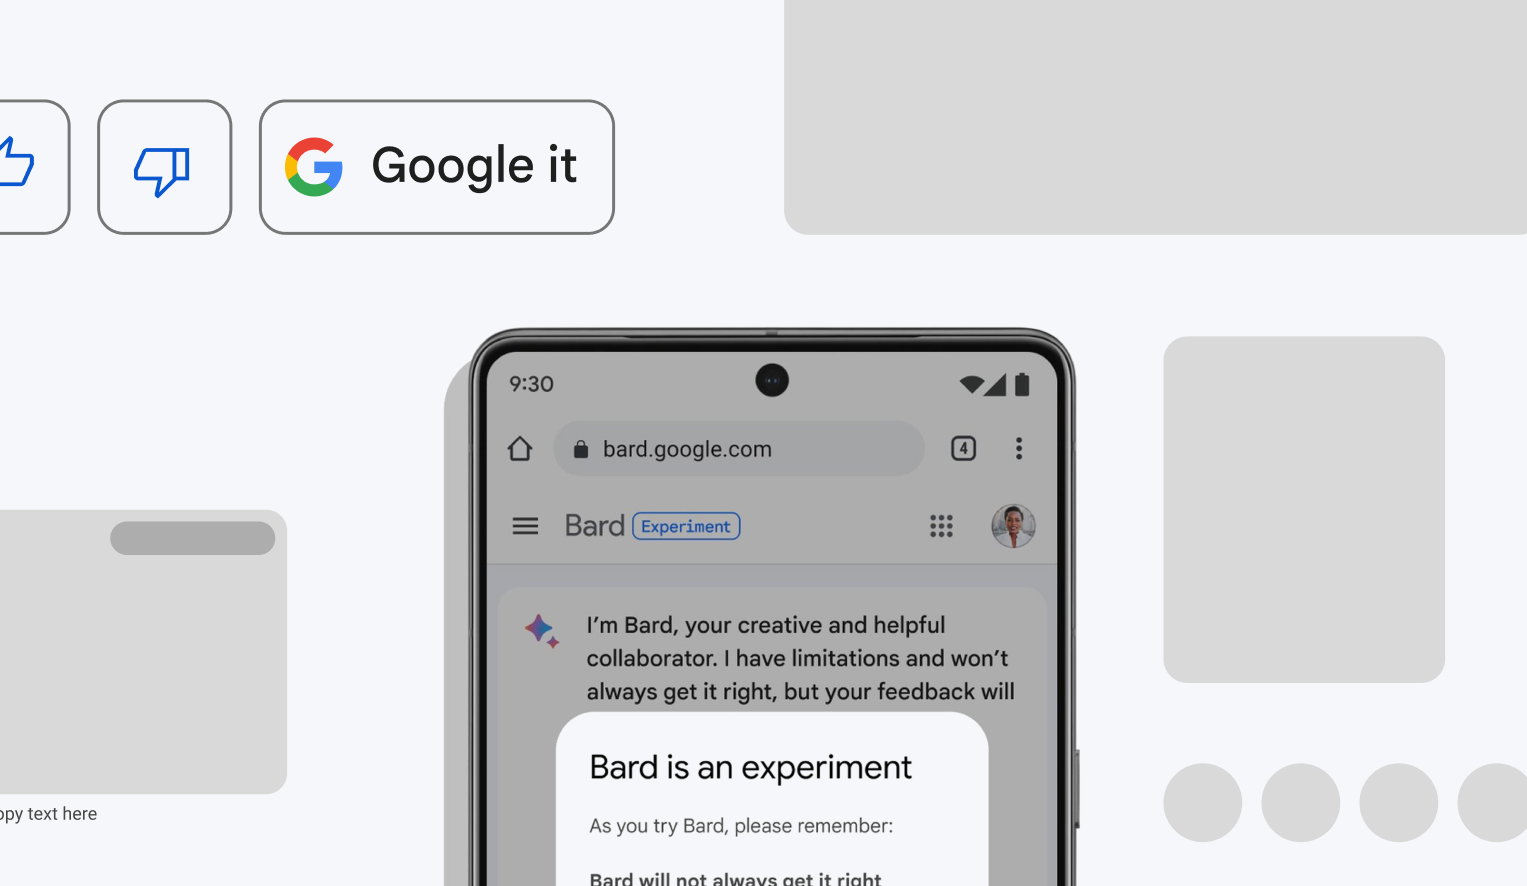 Google it
9:30
bard.google.com
4
Bard Experiment
I’m Bard, your creative and helpful
collaborator. I have limitations and won’t
always get it right, but your feedback will
Bard is an experiment
As you try Bard, please remember:
Bard will not always get it right
text here